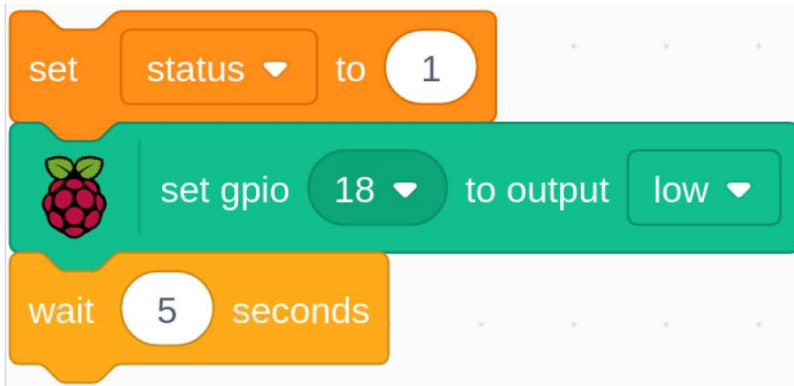 set status to 1
set gpio 18 to output low
wait 5 seconds